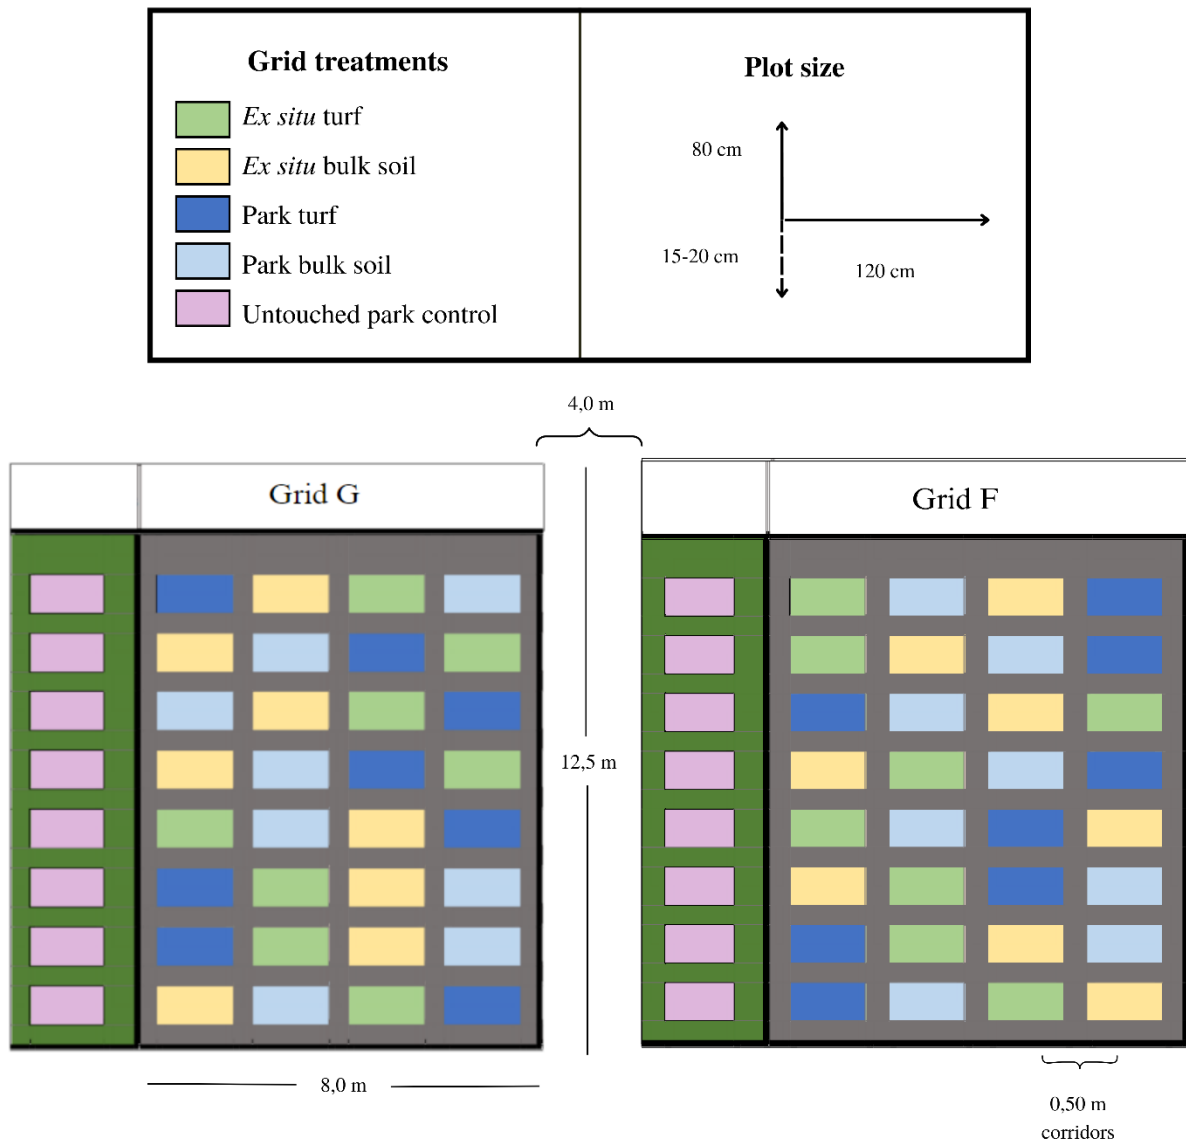 Grid treatments
Ex situ turf
Ex situ bulk soil
Park turf
Park bulk soil
Untouched park control
Plot size
80 cm
15-20 cm
120 cm
4,0 m
Grid G
Grid F
12,5 m
8,0 m
0,50 m
corridors